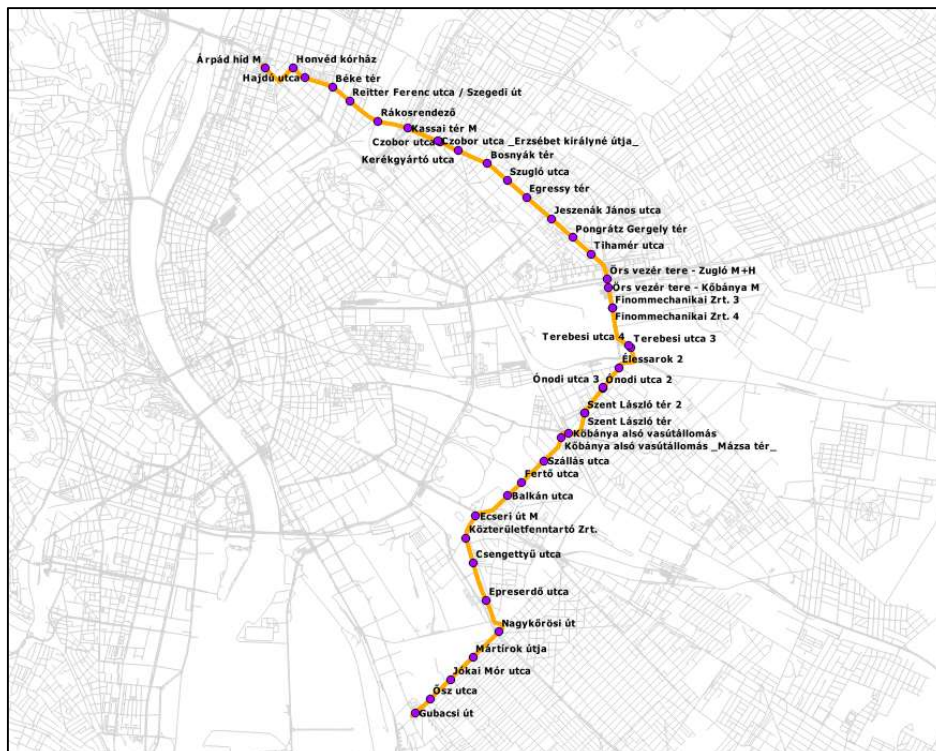 Árpád híd M
Honvéd kórház
Hajdú utca
Béke tér
Reitter Ferenc utca / Szegedi út
Rákosrendező
Kassai tér M
Czobor utca
Czobor utca _Erzsébet királyné útja_
Kerékgyártó utca
Bosnyák tér
Szugló utca
Egressy tér
Jeszenák János utca
Pongrátz Gergely tér
Tihamér utca
Örs vezér tere - Zugló M+H
Örs vezér tere - Kőbánya M
Finommechanikai Zrt. 3
Finommechanikai Zrt. 4
Terebesi utca 4
Terebesi utca 3
Élessarok 2
Ónodi utca 3
Ónodi utca 2
Szent László tér 2
Szent László tér
Kőbánya alsó vasútállomás
Kőbánya alsó vasútállomás _Mázsa tér_
Szállás utca
Fertő utca
Balkán utca
Ecseri út M
Közterületfenntartó Zrt.
Csengettyű utca
Epreserdő utca
Nagykőrösi út
Mártírok útja
Jókai Mór utca
Ősz utca
Gubacsi út